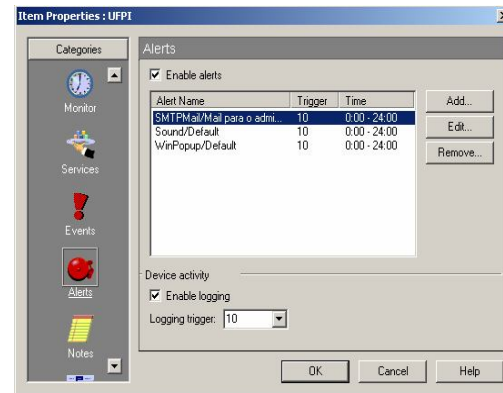 Item Properties : UFPI
Categories
Monitor
Services
Events
Alerts
Notes
Alerts
Enable alerts
Alert Name Trigger Time
SMTPMail/Mail para o admi... 10 0:00 - 24:00
Sound/Default 10 0:00 - 24:00
WinPopup/Default 10 0:00 - 24:00
Add...
Edit...
Remove...
Device activity
Enable logging
Logging trigger: 10
OK Cancel Help